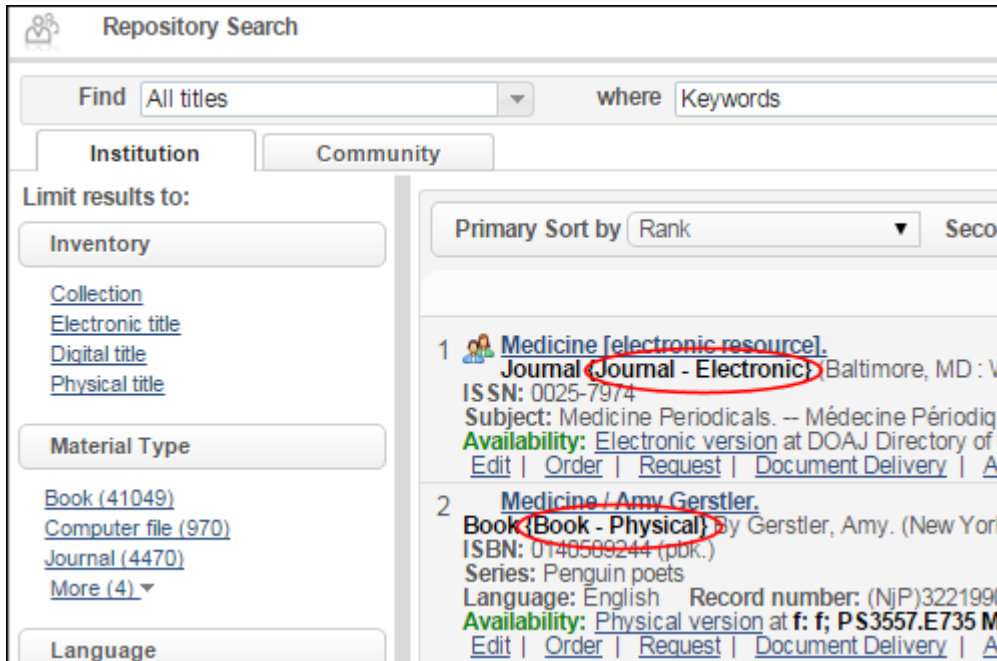 Repository Search
Find All titles where Keywords
Institution Community
Limit results to:
Inventory
Collection
Electronic title
Digital title
Physical title
Material Type
Book (41049)
Computer file (970)
Journal (4470)
More (4)
Language
Primary Sort by Rank
1 Medicine [electronic resource].
Journal {Journal - Electronic} (Baltimore, MD :
ISSN: 0025-7974
Subject: Medicine Periodicals. -- Médecine
Availability: Electronic version at DOAJ Directory of
Edit | Order | Request | Document Delivery |
2 Medicine / Amy Gerstler.
Book {Book - Physical} By Gerstler, Amy. (New
ISBN: 0140589244 (pbk.)
Series: Penguin poets
Language: English Record number: (NjP)3221990
Availability: Physical version at f: f; PS3557.E735 M
Edit | Order | Request | Document Delivery |